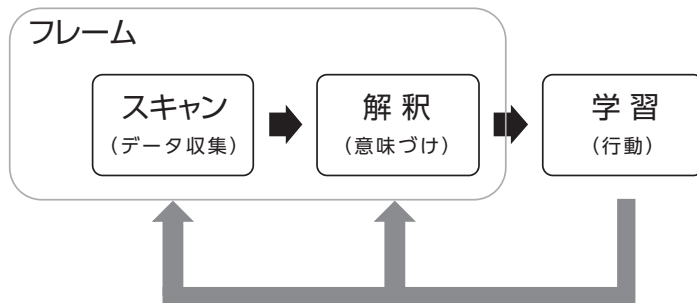 フレーム
スキャン
（データ収集）
解釈
（意味づけ）
学習
（行動）